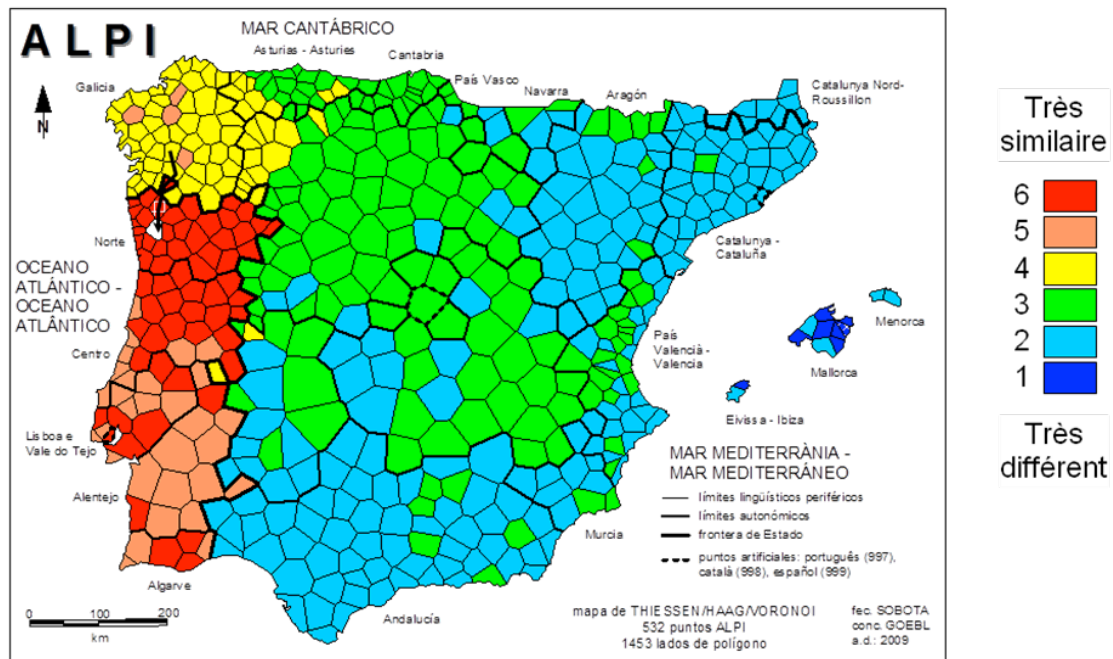 ALPI
MAR CANTÁBRICO
Asturias - Asturies
Cantabria
País Vasco
Navarra
Aragón
Catalunya Nord-
Roussillon
Galicia
N
Norte
OCEANO
ATLÁNTICO -
OCEANO
ATLÂNTICO
Centro
Lisboa e
Vale do Tejo
Alentejo
Algarve
Andalucía
Murcia
Catalunya -
Cataluña
País
Valencià -
Valencia
Menorca
Mallorca
Eivissa - Ibiza
MAR MEDITERRÀNIA -
MAR MEDITERRÁNEO
límites lingüísticos periféricos
límites autonómicos
frontera de Estado
puntos artificiales: português (997),
català (998), español (999)
0 100 200
km
mapa de THIESSEN/HAAG/VORONOI
532 puntos ALPI
1453 lados de polígono
fec. SOBOTA
conc. GOEBL
a.d.: 2009
Très
similaire
6
5
4
3
2
1
Très
différent